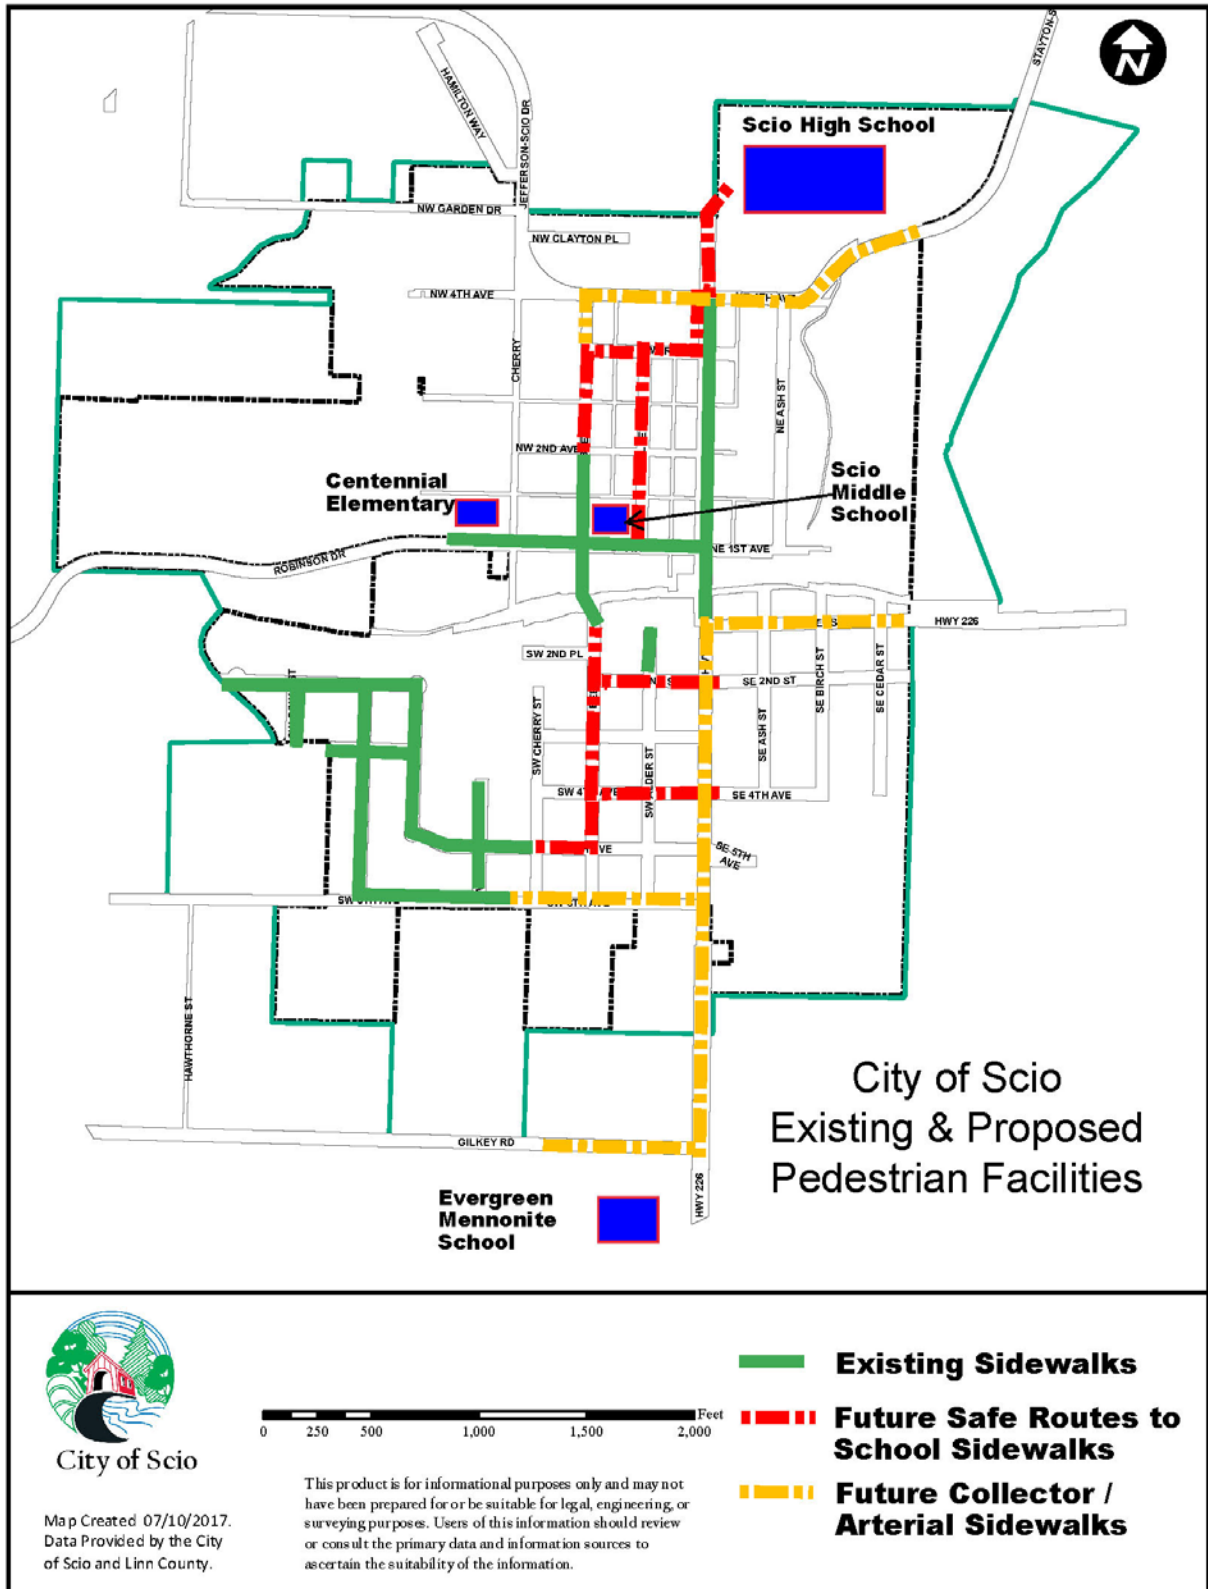 N
STAYTON-S
HAMILTON WAY
JEFFERSON-SCIO DR
Scio High School
NW GARDEN DR
NW CLAYTON PL
NW 4TH AVE
CHERRY
NE ASH ST
NW 2ND AVE
Centennial
Elementary
Scio
Middle
School
NE 1ST AVE
ROBINSON DR
HWY 226
SW 2ND PL
SE 2ND ST
SE BIRCH ST
SE CEDAR ST
SW CHERRY ST
SE ASH ST
SE 4TH AVE
SE 5TH
AVE
AVE
HAWTHORNE ST
GILKEY RD
HWY 226
City of Scio
Existing & Proposed
Pedestrian Facilities
Evergreen
Mennonite
School
City of Scio
Map Created 07/10/2017.
Data Provided by the City
of Scio and Linn County.
Feet
0 250 500 1,000 1,500 2,000
This product is for informational purposes only and may not
have been prepared for or be suitable for legal, engineering, or
surveying purposes. Users of this information should review
or consult the primary data and information sources to
ascertain the suitability of the information.
Existing Sidewalks
Future Safe Routes to
School Sidewalks
Future Collector /
Arterial Sidewalks